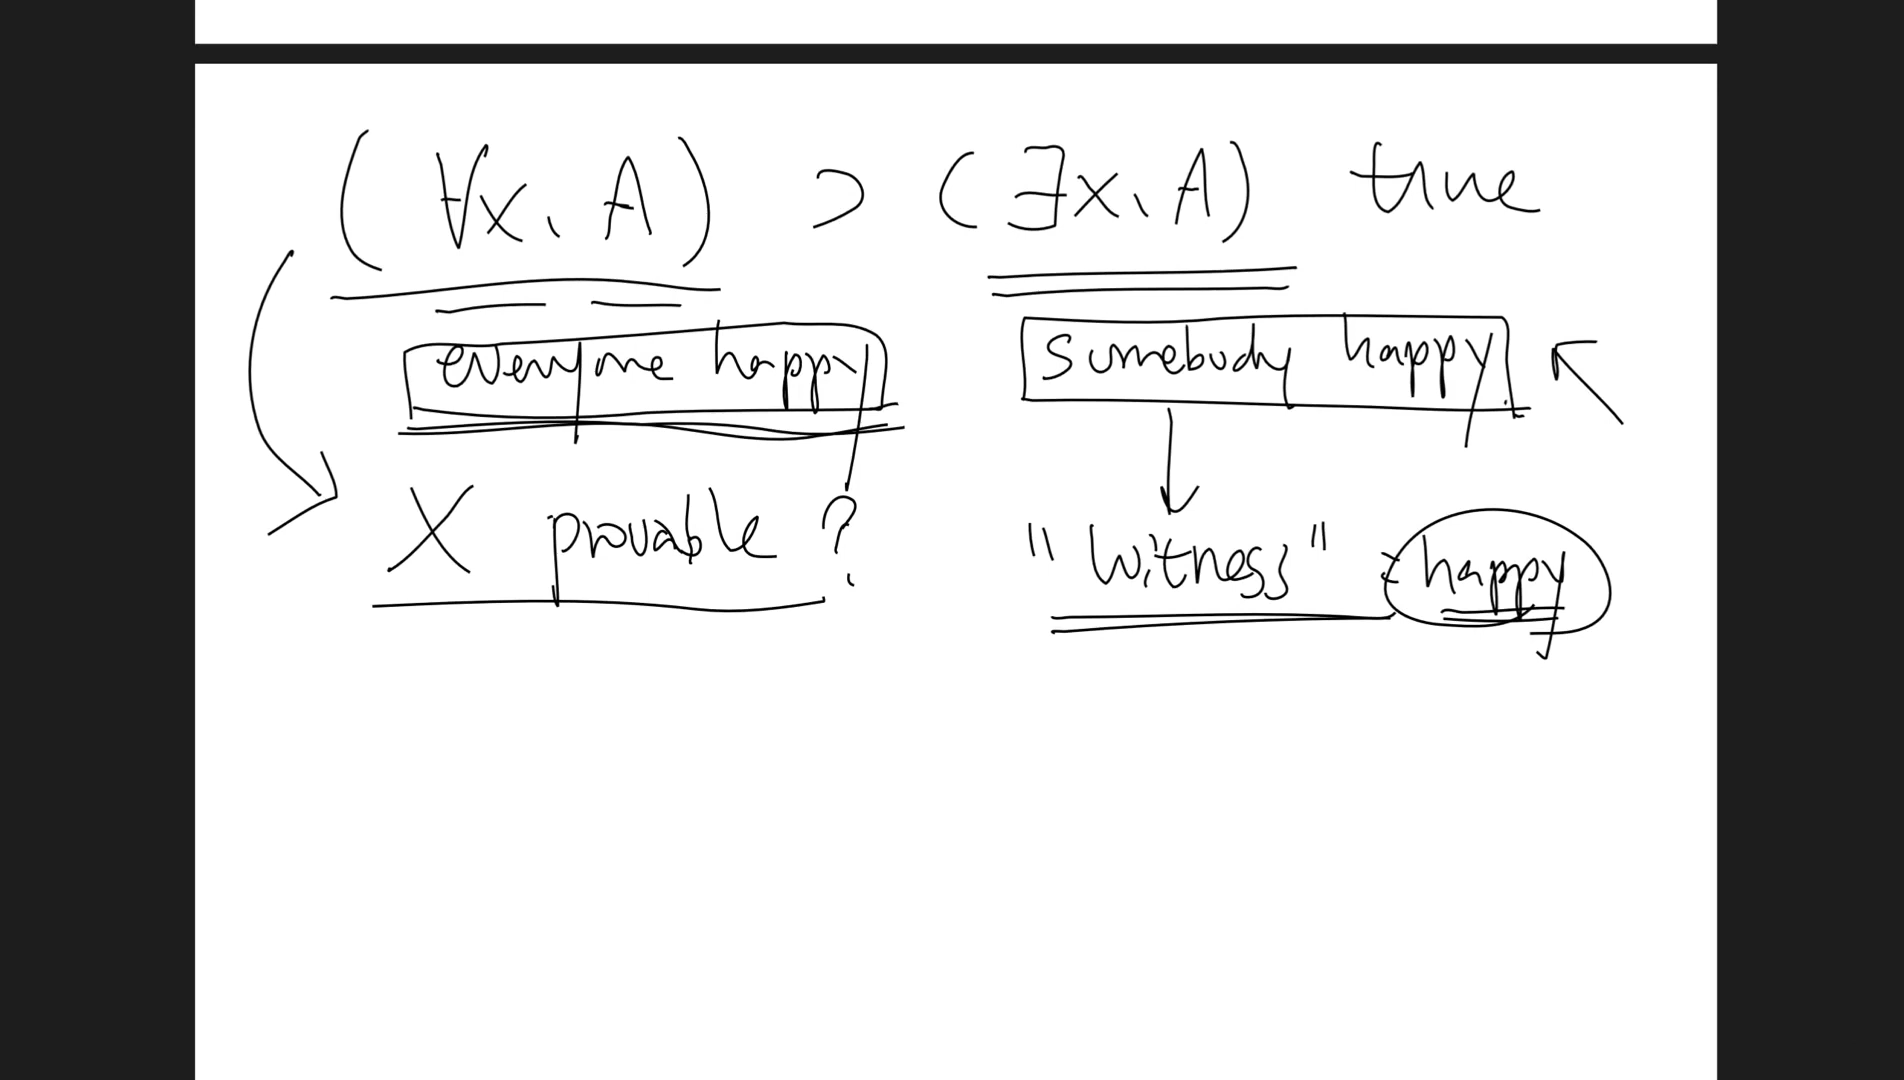 (∀x. A) ⊃ (∃x. A) true
everyone happy somebody happy
X provable ? "Witness" : happy